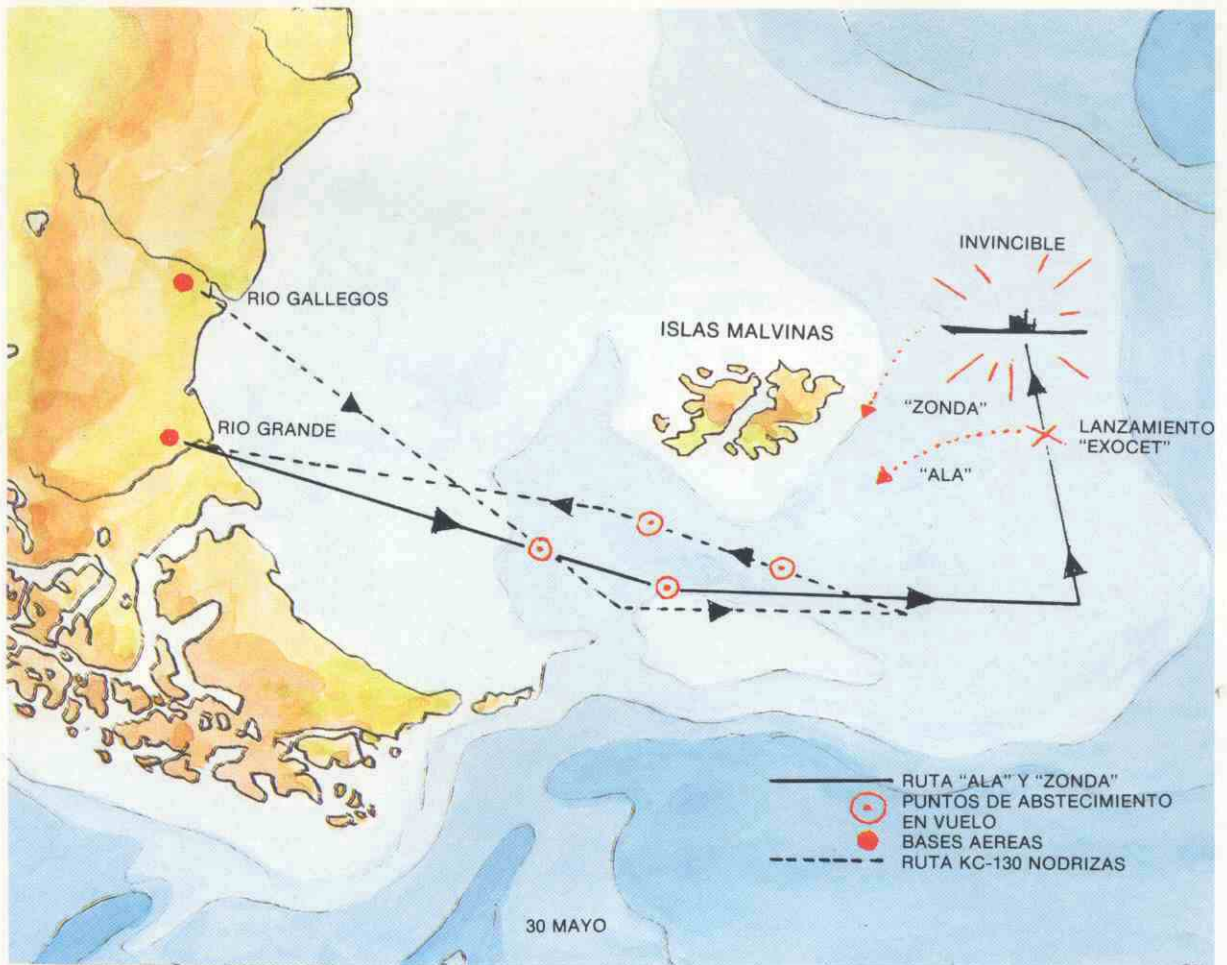 INVINCIBLE
RIO GALLEGOS
ISLAS MALVINAS
"ZONDA"
RIO GRANDE
LANZAMIENTO
"EXOCET"
"ALA"
RUTA "ALA" Y "ZONDA"
PUNTOS DE ABSTECIMIENTO
EN VUELO
BASES AEREAS
RUTA KC-130 NODRIZAS
30 MAYO